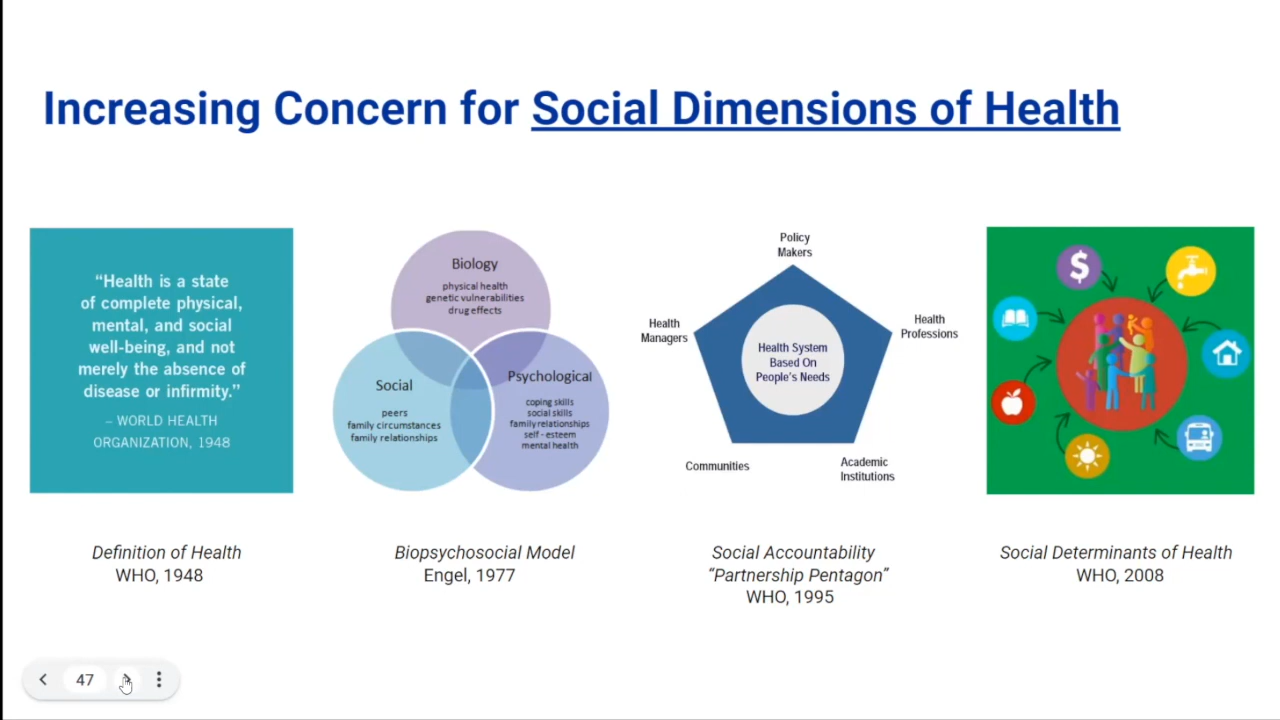 Increasing Concern for Social Dimensions of Health
“Health is a state
of complete physical,
mental, and social
well-being, and not
merely the absence of
disease or infirmity.”
– WORLD HEALTH
ORGANIZATION, 1948
Definition of Health
WHO, 1948
Biology
physical health
genetic vulnerabilities
drug effects
Social
peers
family circumstances
family relationships
Psychological
coping skills
social skills
family relationships
self - esteem
mental health
Biopsychosocial Model
Engel, 1977
Policy
Makers
Health
Managers
Health
Professions
Health System
Based On
People's Needs
Communities
Academic
Institutions
Social Accountability
“Partnership Pentagon”
WHO, 1995
$
Social Determinants of Health
WHO, 2008
47